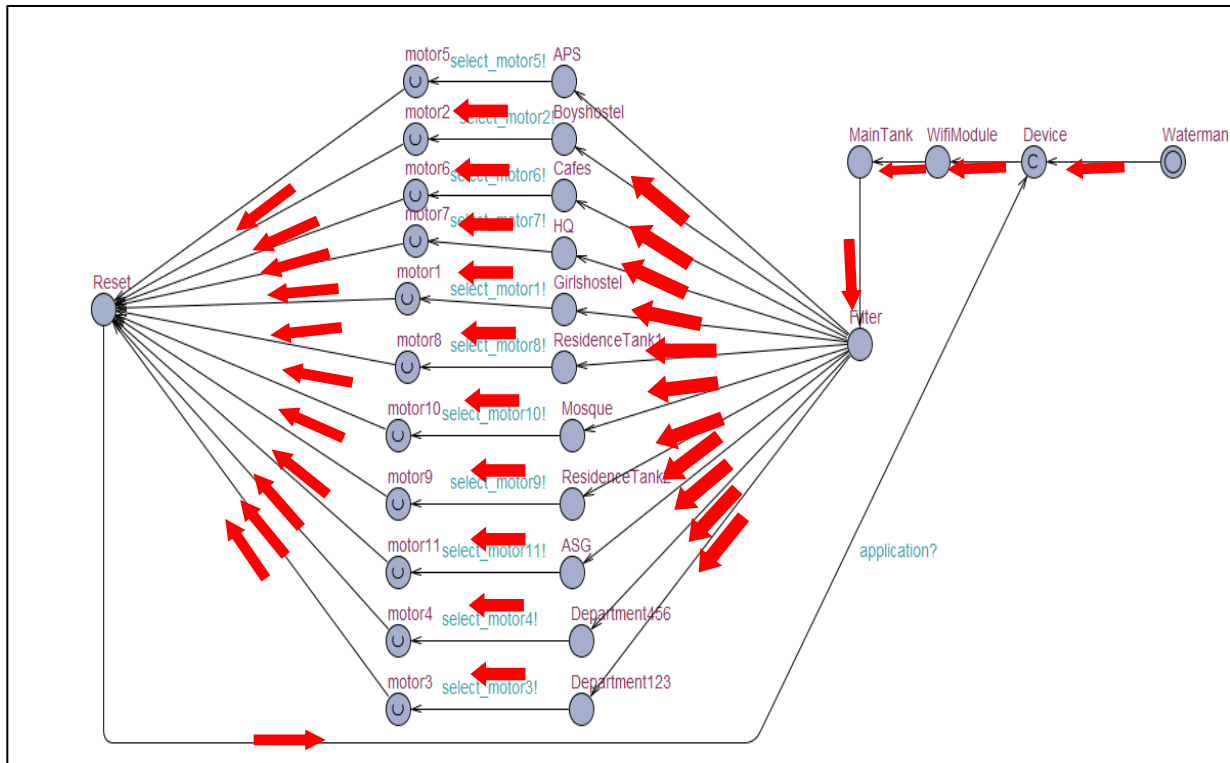 motor5 select_motor5! APS
motor2 select_motor2! Boyshostel
motor6 select_motor6! Cafes
motor7 select_motor7! HQ
motor1 select_motor1! Girlshostel
motor8 select_motor8! ResidenceTank1
motor10 select_motor10! Mosque
motor9 select_motor9! ResidenceTank2
motor11 select_motor11! ASG
motor4 select_motor4! Department456
motor3 select_motor3! Department123
Reset
MainTank WifiModule Device Waterman
Filter
application?
C
C
C
C
C
C
C
C
C
C
C
C